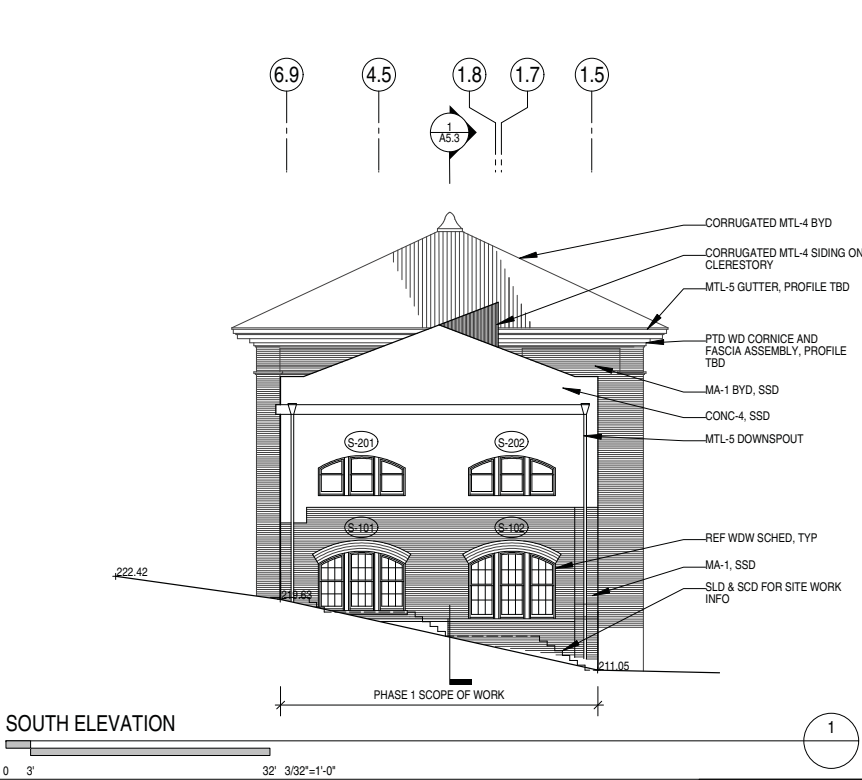 6.9
4.5
1.8
1.7
1.5
1
A5.3
CORRUGATED MTL-4 BYD
CORRUGATED MTL-4 SIDING ON
CLERESTORY
MTL-5 GUTTER, PROFILE TBD
PTD WD CORNICE AND
FASCIA ASSEMBLY, PROFILE
TBD
MA-1 BYD, SSD
CONC-4, SSD
MTL-5 DOWNSPOUT
S-201
S-202
S-101
S-102
REF WDW SCHED, TYP
MA-1, SSD
SLD & SCD FOR SITE WORK
INFO
222.42
219.63
211.05
PHASE 1 SCOPE OF WORK
SOUTH ELEVATION
1
0 3' 32' 3/32"=1'-0"